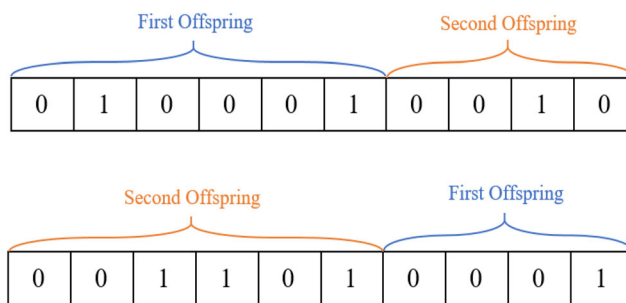 First Offspring Second Offspring
0 1 0 0 0 1 0 0 1 0
Second Offspring First Offspring
0 0 1 1 0 1 0 0 0 1